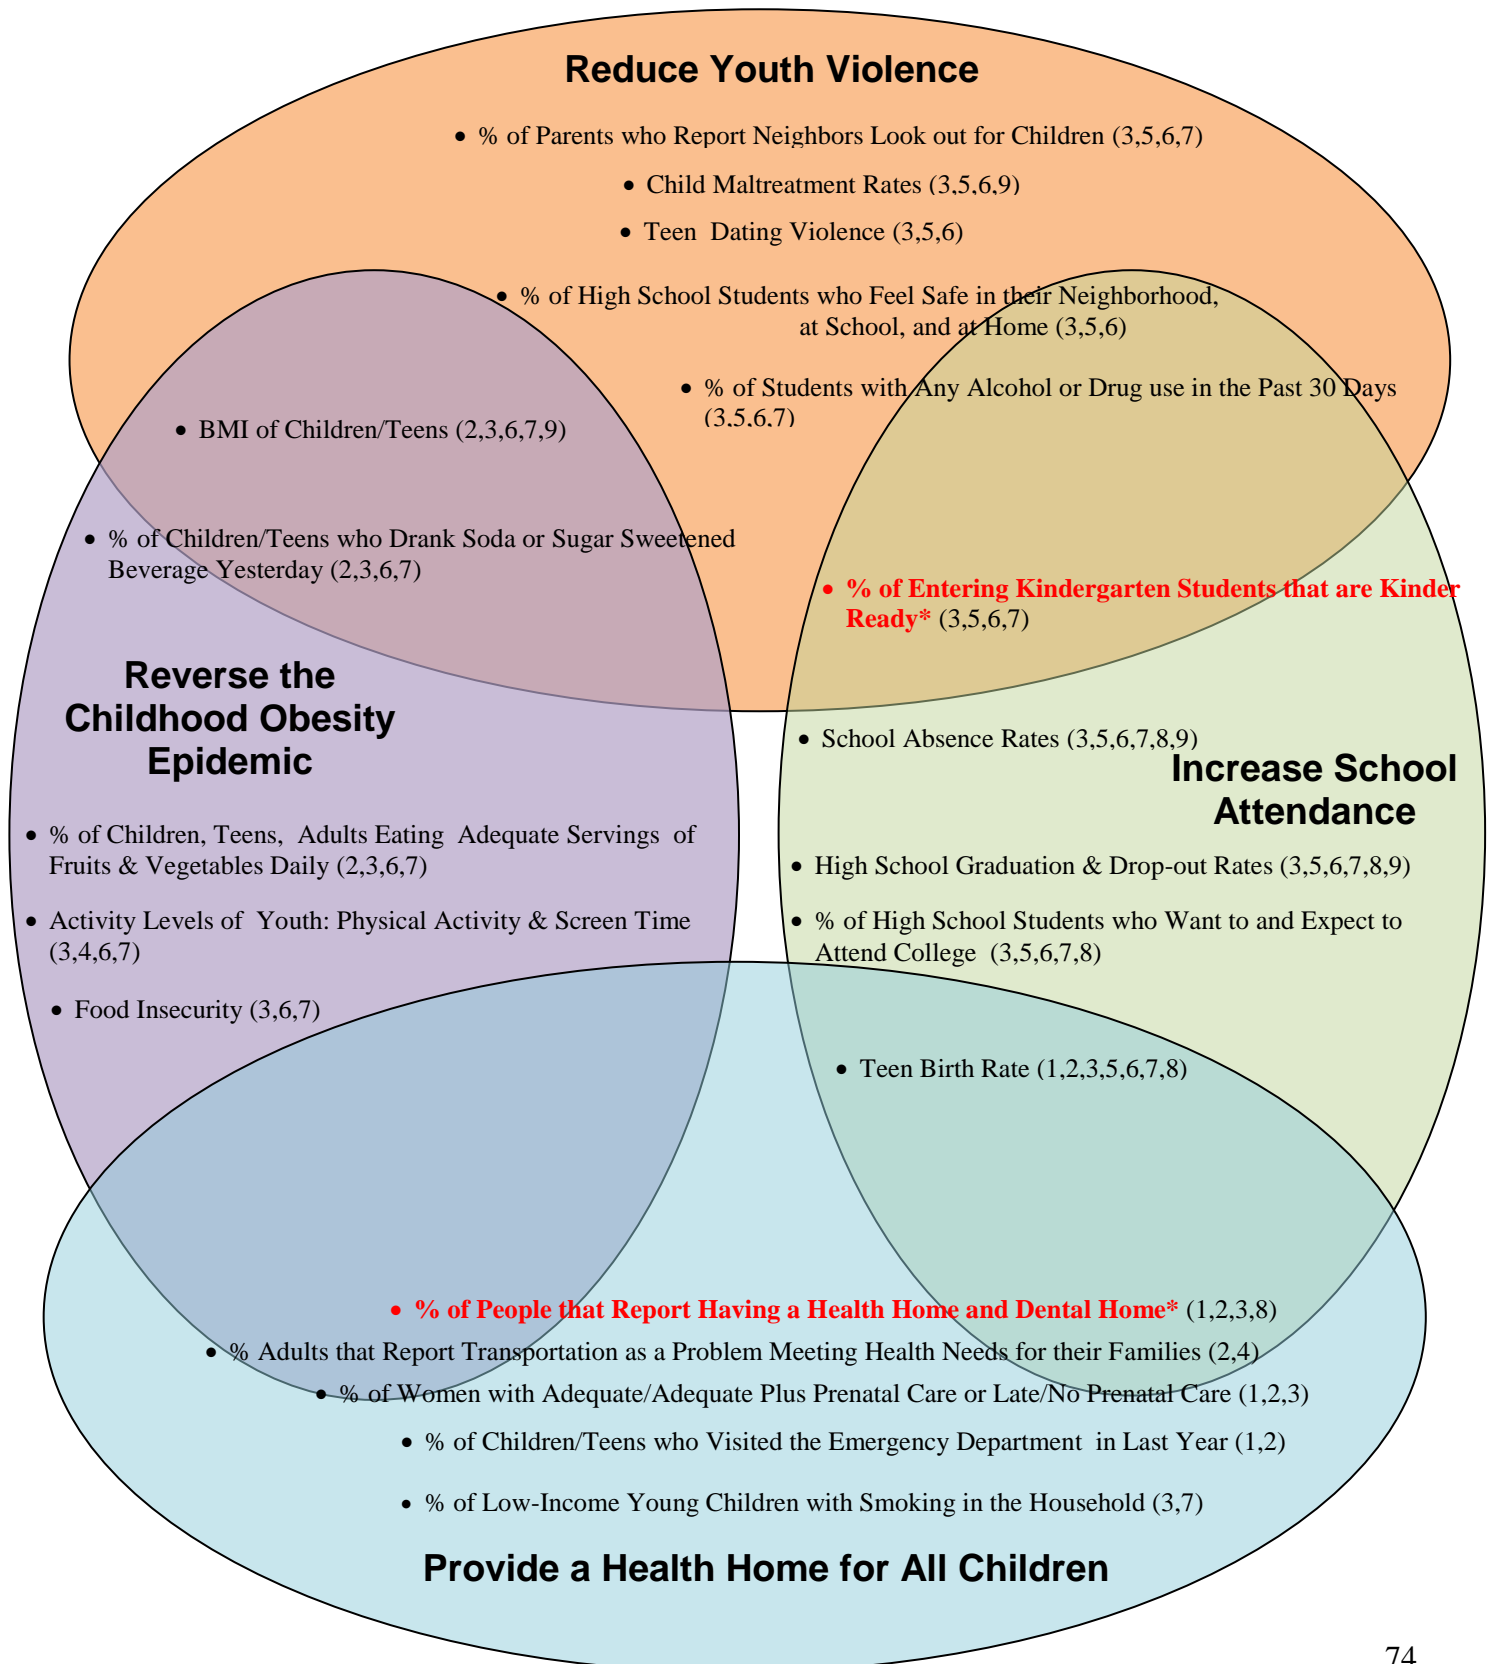 Reduce Youth Violence
• % of Parents who Report Neighbors Look out for Children (3,5,6,7)
• Child Maltreatment Rates (3,5,6,9)
• Teen Dating Violence (3,5,6)
• % of High School Students who Feel Safe in their Neighborhood,
at School, and at Home (3,5,6)
• % of Students with Any Alcohol or Drug use in the Past 30 Days
(3,5,6,7)
• BMI of Children/Teens (2,3,6,7,9)
• % of Children/Teens who Drank Soda or Sugar Sweetened
Beverage Yesterday (2,3,6,7)
• % of Entering Kindergarten Students that are Kinder
Ready* (3,5,6,7)
Reverse the
Childhood Obesity
Epidemic
• School Absence Rates (3,5,6,7,8,9)
Increase School
Attendance
• % of Children, Teens, Adults Eating Adequate Servings of
Fruits & Vegetables Daily (2,3,6,7)
• High School Graduation & Drop-out Rates (3,5,6,7,8,9)
• Activity Levels of Youth: Physical Activity & Screen Time
(3,4,6,7)
• % of High School Students who Want to and Expect to
Attend College (3,5,6,7,8)
• Food Insecurity (3,6,7)
• Teen Birth Rate (1,2,3,5,6,7,8)
• % of People that Report Having a Health Home and Dental Home* (1,2,3,8)
• % Adults that Report Transportation as a Problem Meeting Health Needs for their Families (2,4)
• % of Women with Adequate/Adequate Plus Prenatal Care or Late/No Prenatal Care (1,2,3)
• % of Children/Teens who Visited the Emergency Department in Last Year (1,2)
• % of Low-Income Young Children with Smoking in the Household (3,7)
Provide a Health Home for All Children
74